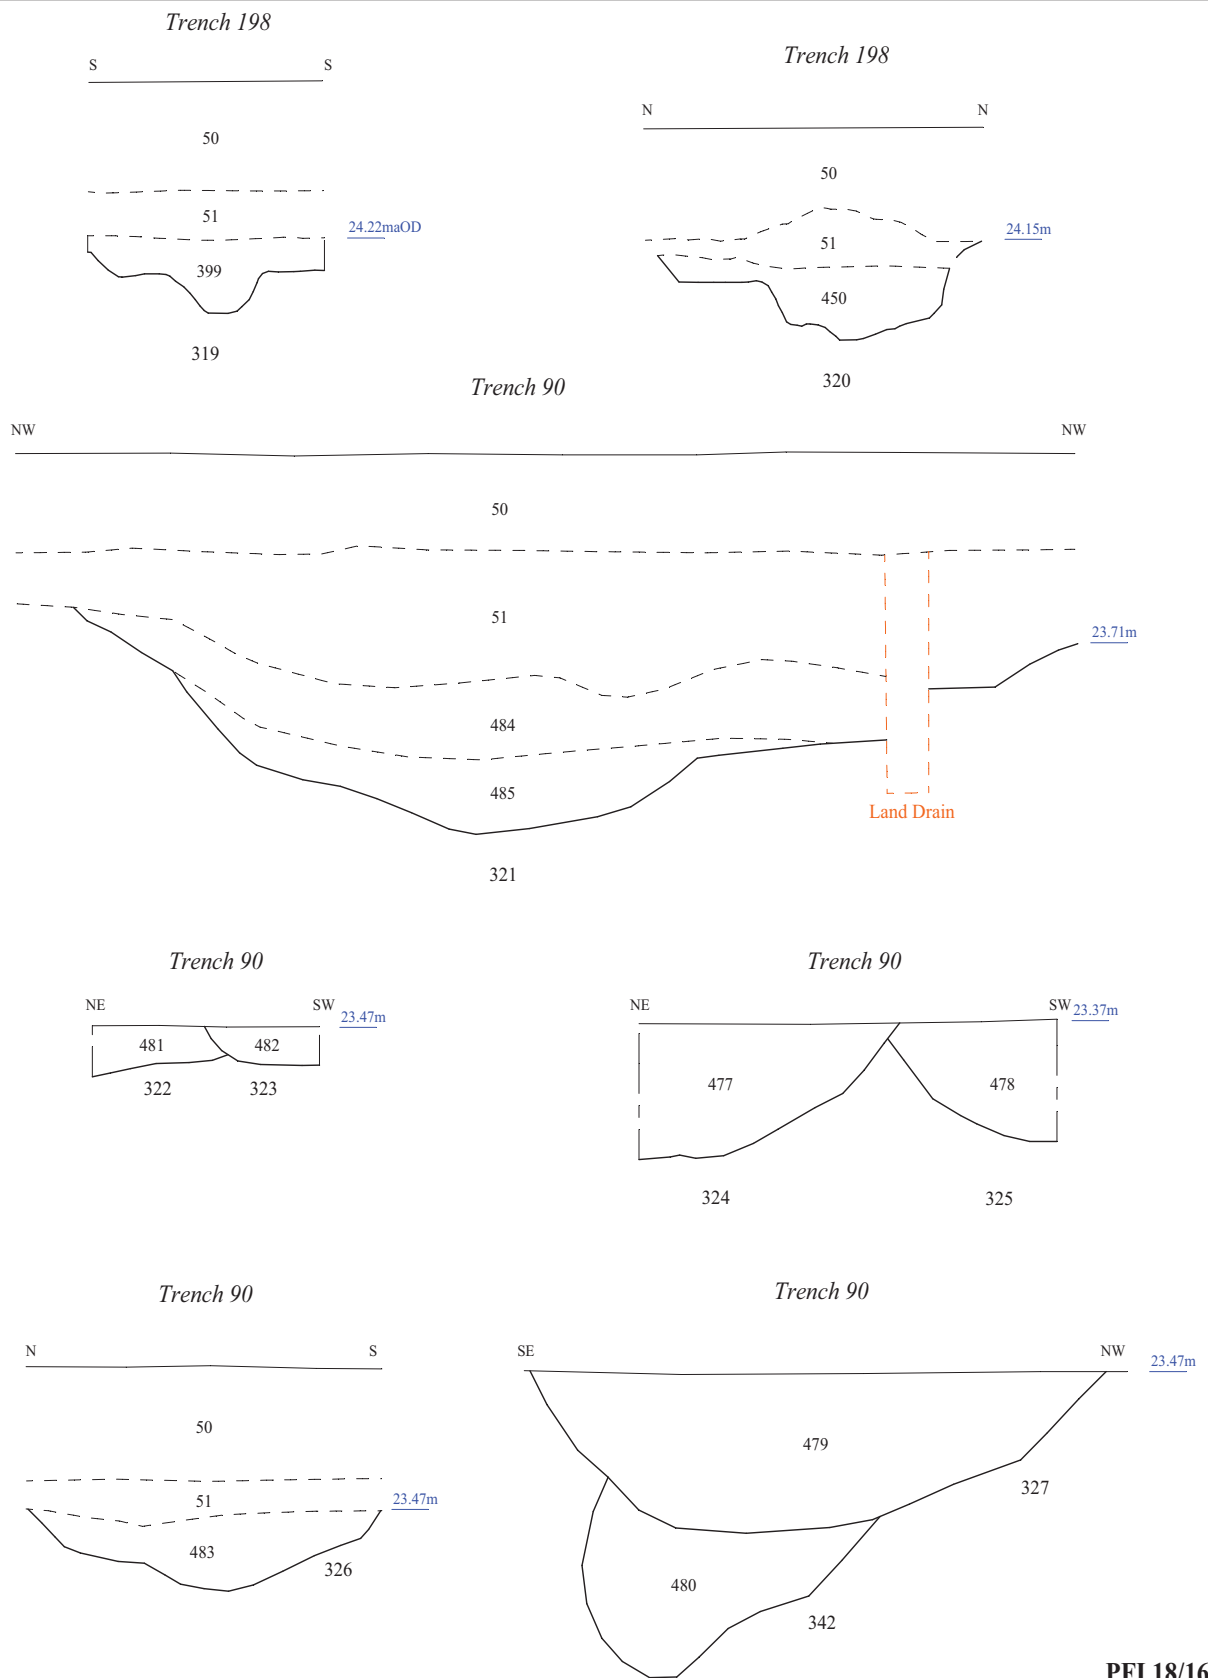 Trench 198
S S
50
51
24.22maOD
399
319
Trench 198
N N
50
51
24.15m
450
320
Trench 90
NW NW
50
51
23.71m
484
485
Land Drain
321
Trench 90
NE SW 23.47m
481 482
322 323
Trench 90
NE SW 23.37m
477 478
324 325
Trench 90
N S
50
51 23.47m
483
326
Trench 90
SE NW 23.47m
479
327
480
342
PFL18/16